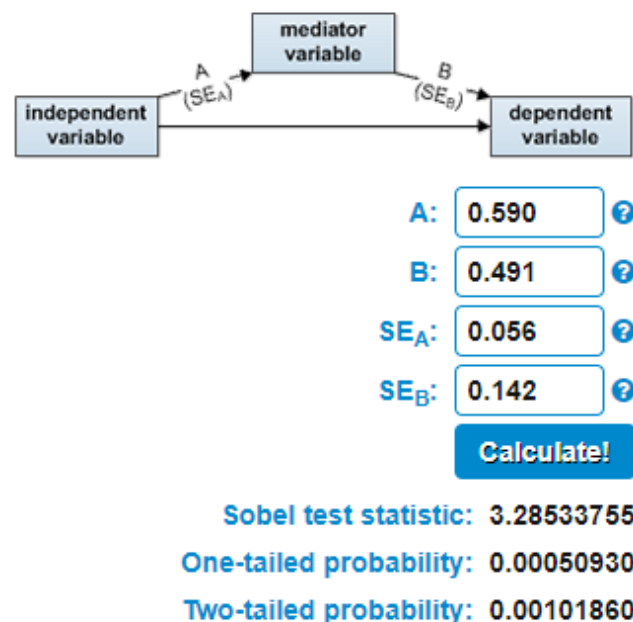 mediator
variable
A
(SEA)
B
(SEB)
independent
variable
dependent
variable
A: 0.590 ?
B: 0.491 ?
SEA: 0.056 ?
SEB: 0.142 ?
Calculate!
Sobel test statistic: 3.28533755
One-tailed probability: 0.00050930
Two-tailed probability: 0.00101860